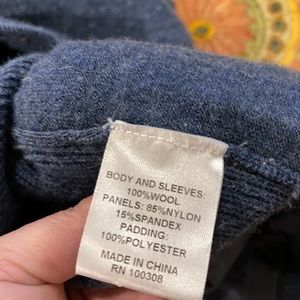 BODY AND SLEEVES:
100%WOOL
PANELS: 85%NYLON
15%SPANDEX
PADDING:
100%POLYESTER
MADE IN CHINA
RN 100308